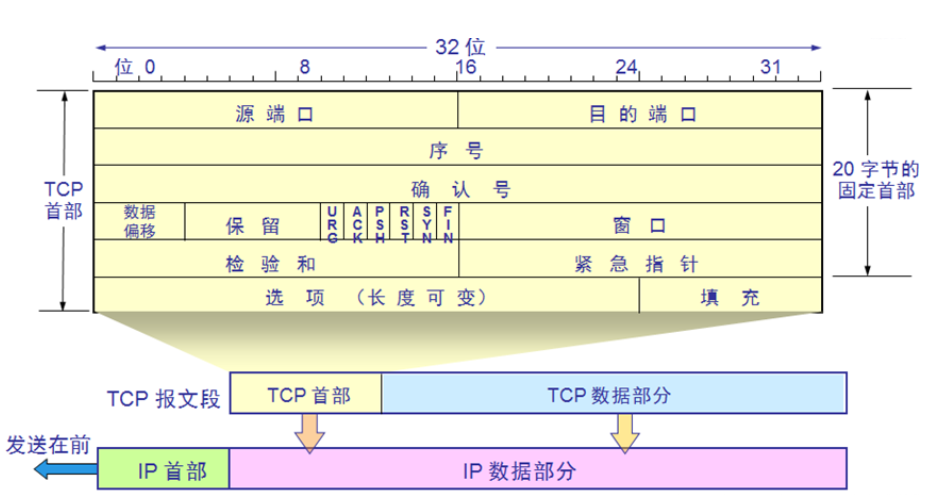 32 位
位 0 8 16 24 31
源端口 目的端口
序号
TCP 首部
确认号
20 字节的固定首部
数据偏移 保留 URG ACK PSH RST SYN FIN 窗口
检验和 紧急指针
选项（长度可变） 填充
TCP 报文段 TCP 首部 TCP 数据部分
发送在前
IP 首部 IP 数据部分